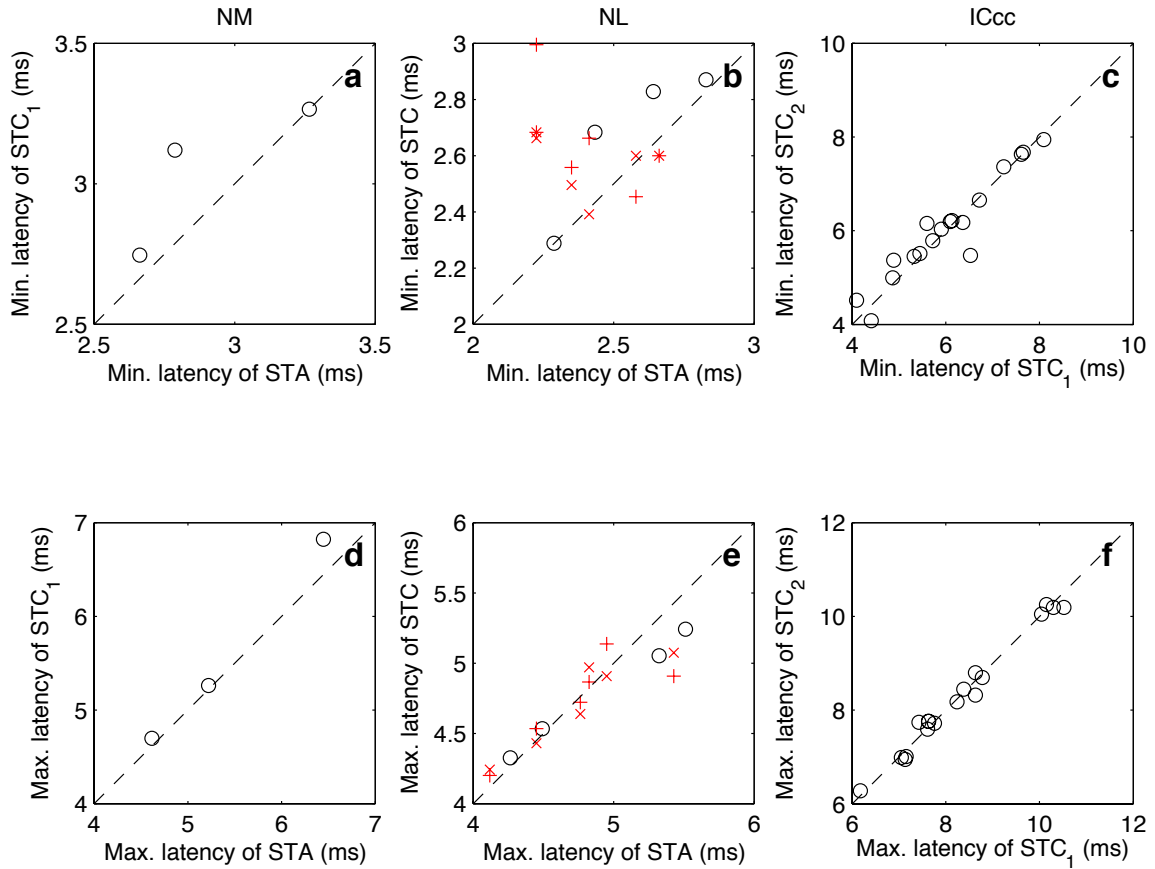 NM
NL
ICcc
3.5
3
2.5
2.5
3
3.5
Min. latency of STC1 (ms)
Min. latency of STA (ms)
a
3
2.8
2.6
2.4
2.2
2
2
2.5
3
Min. latency of STC (ms)
Min. latency of STA (ms)
b
10
8
6
4
4
6
8
10
Min. latency of STC2 (ms)
Min. latency of STC1 (ms)
c
7
6
5
4
4
5
6
7
Max. latency of STC1 (ms)
Max. latency of STA (ms)
d
6
5.5
5
4.5
4
4
4.5
5
5.5
6
Max. latency of STC (ms)
Max. latency of STA (ms)
e
12
10
8
6
6
8
10
12
Max. latency of STC2 (ms)
Max. latency of STC1 (ms)
f